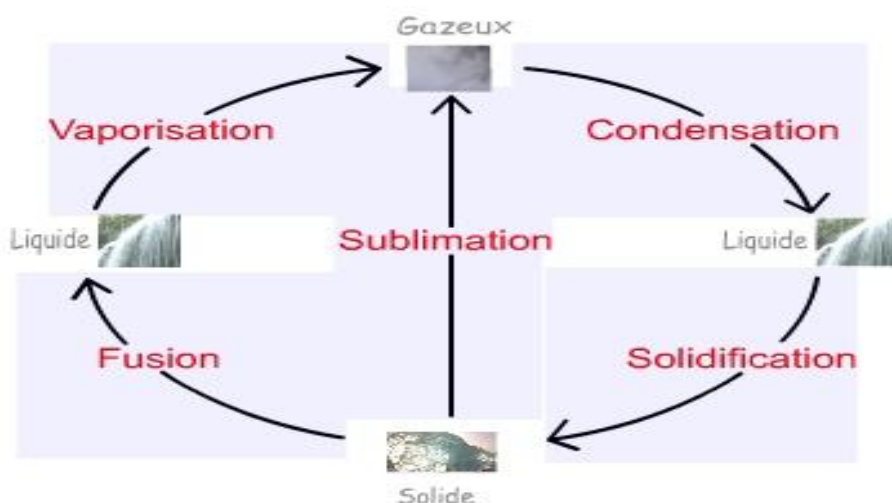 Gazeux
Vaporisation
Condensation
Liquide
Sublimation
Liquide
Fusion
Solidification
Solide